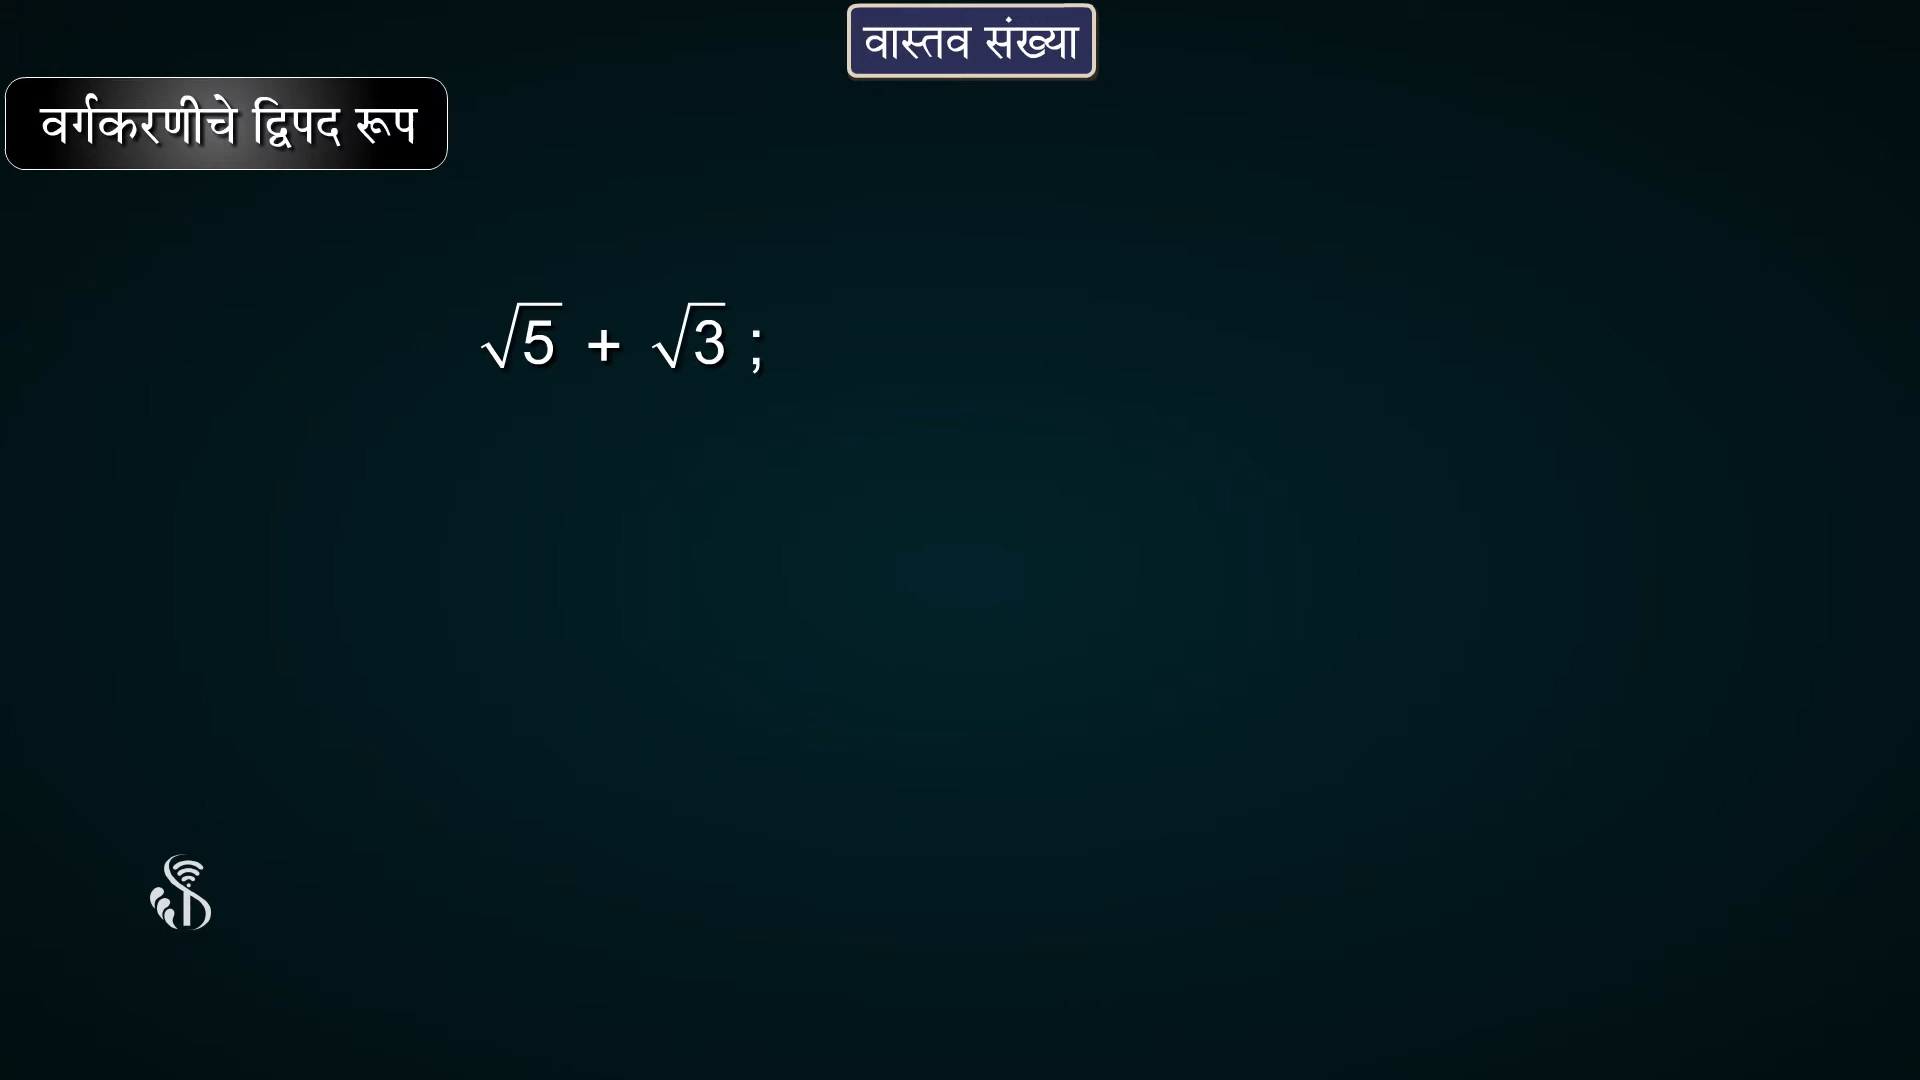 वास्तव संख्या
वर्गकरणीचे द्विपद रूप
√5 + √3 ;